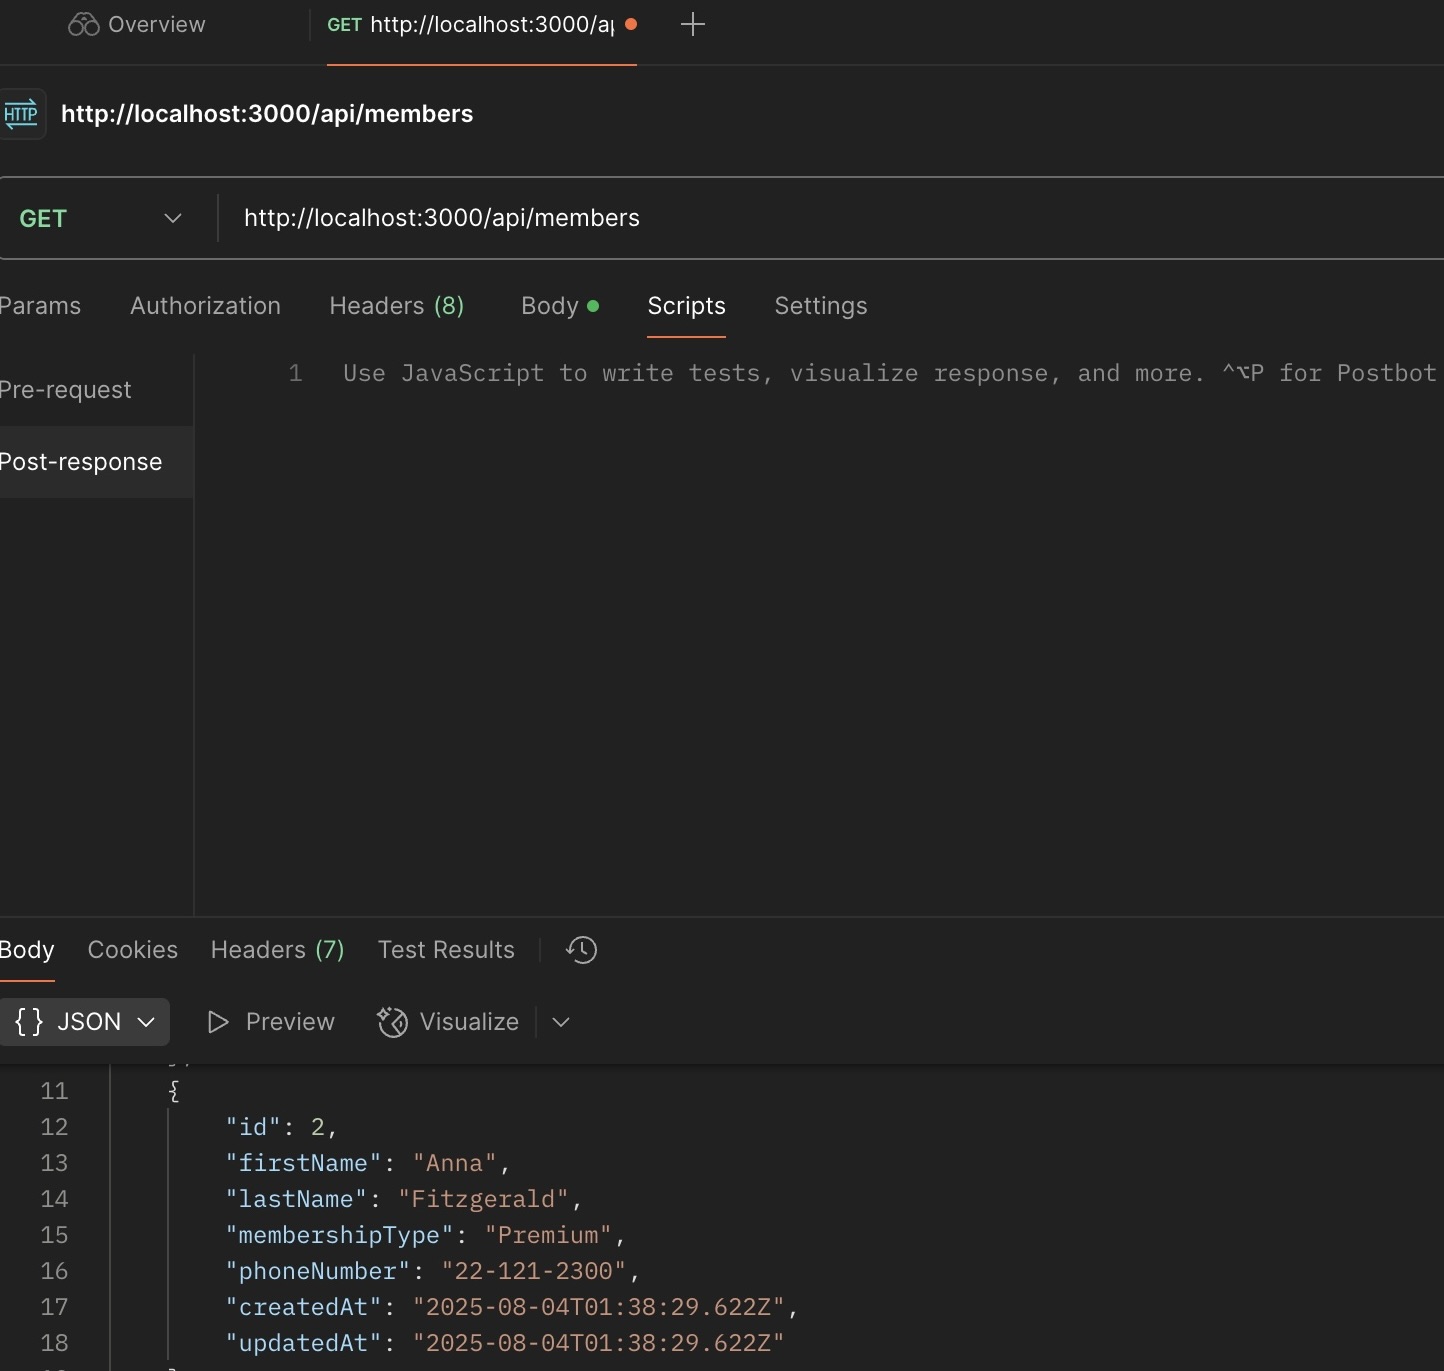 Overview
GET http://localhost:3000/ap
HTTP http://localhost:3000/api/members
GET http://localhost:3000/api/members
Params Authorization Headers (8) Body Scripts Settings
Pre-request
Post-response
1 Use JavaScript to write tests, visualize response, and more. ^⌥P for Postbot
Body Cookies Headers (7) Test Results
{} JSON Preview Visualize
11 {
12 "id": 2,
13 "firstName": "Anna",
14 "lastName": "Fitzgerald",
15 "membershipType": "Premium",
16 "phoneNumber": "22-121-2300",
17 "createdAt": "2025-08-04T01:38:29.622Z",
18 "updatedAt": "2025-08-04T01:38:29.622Z"